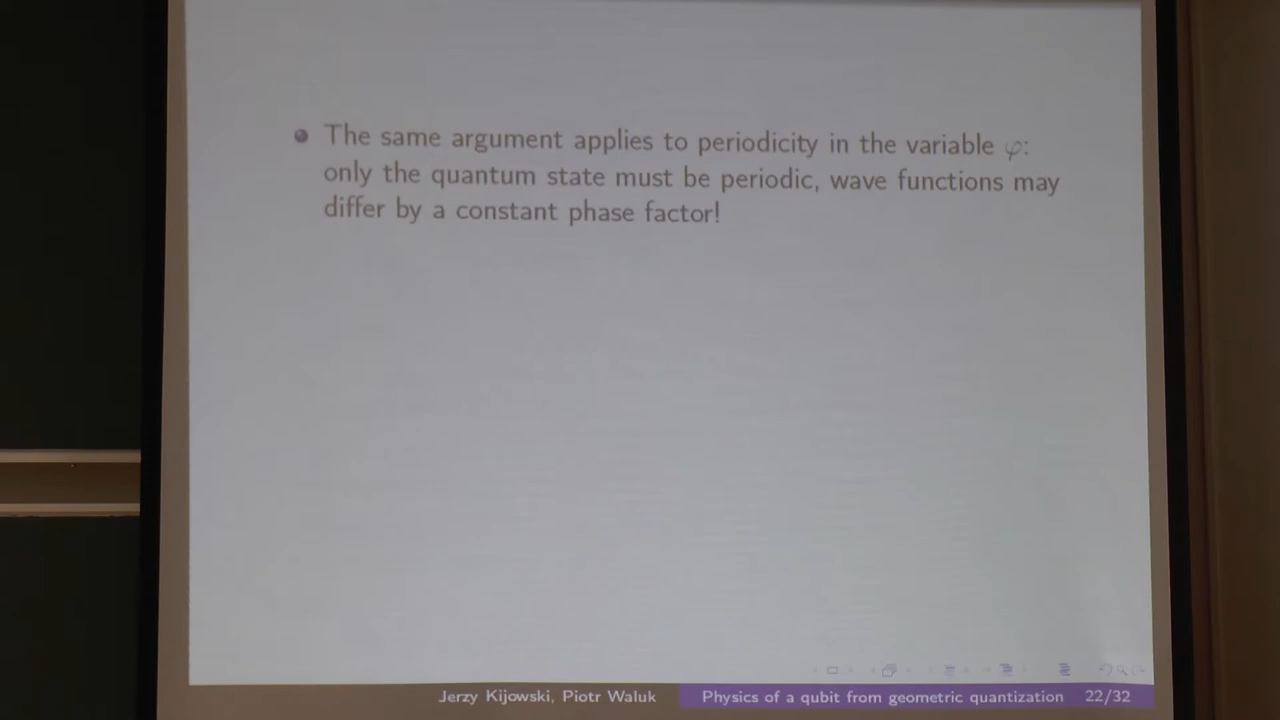 The same argument applies to periodicity in the variable φ:
only the quantum state must be periodic, wave functions may
differ by a constant phase factor!
Jerzy Kijowski, Piotr Waluk Physics of a qubit from geometric quantization 22/32